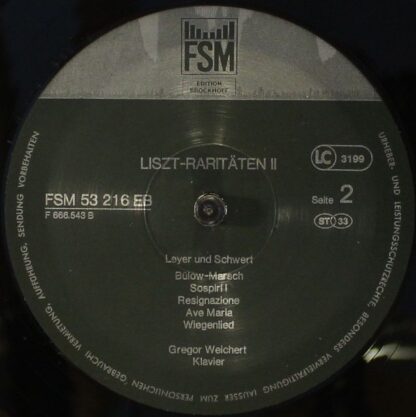 FSM
EDITION
BROCKHOFF
LISZT-RARITÄTEN II
LC 3199
FSM 53 216 EB
F 666.543 B
Seite 2
ST 33
Leyer und Schwert
Bülow-Marsch
Sospiri I
Resignazione
Ave Maria
Wiegenlied
Gregor Weichert
Klavier
URHEBER- UND LEISTUNGSSCHUTZRECHTE, BESONDERS VERVIELFÄLTIGUNG (AUSSER ZUM PERSÖNLICHEN GEBRAUCH) VERMIETUNG, AUFFÜHRUNG, SENDUNG VORBEHALTEN